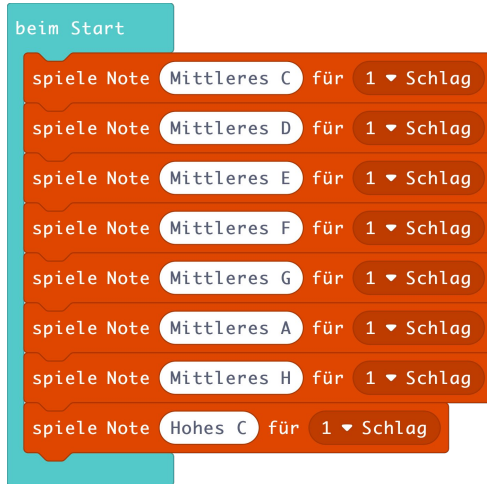 beim Start
spiele Note Mittleres C für 1 Schlag
spiele Note Mittleres D für 1 Schlag
spiele Note Mittleres E für 1 Schlag
spiele Note Mittleres F für 1 Schlag
spiele Note Mittleres G für 1 Schlag
spiele Note Mittleres A für 1 Schlag
spiele Note Mittleres H für 1 Schlag
spiele Note Hohes C für 1 Schlag